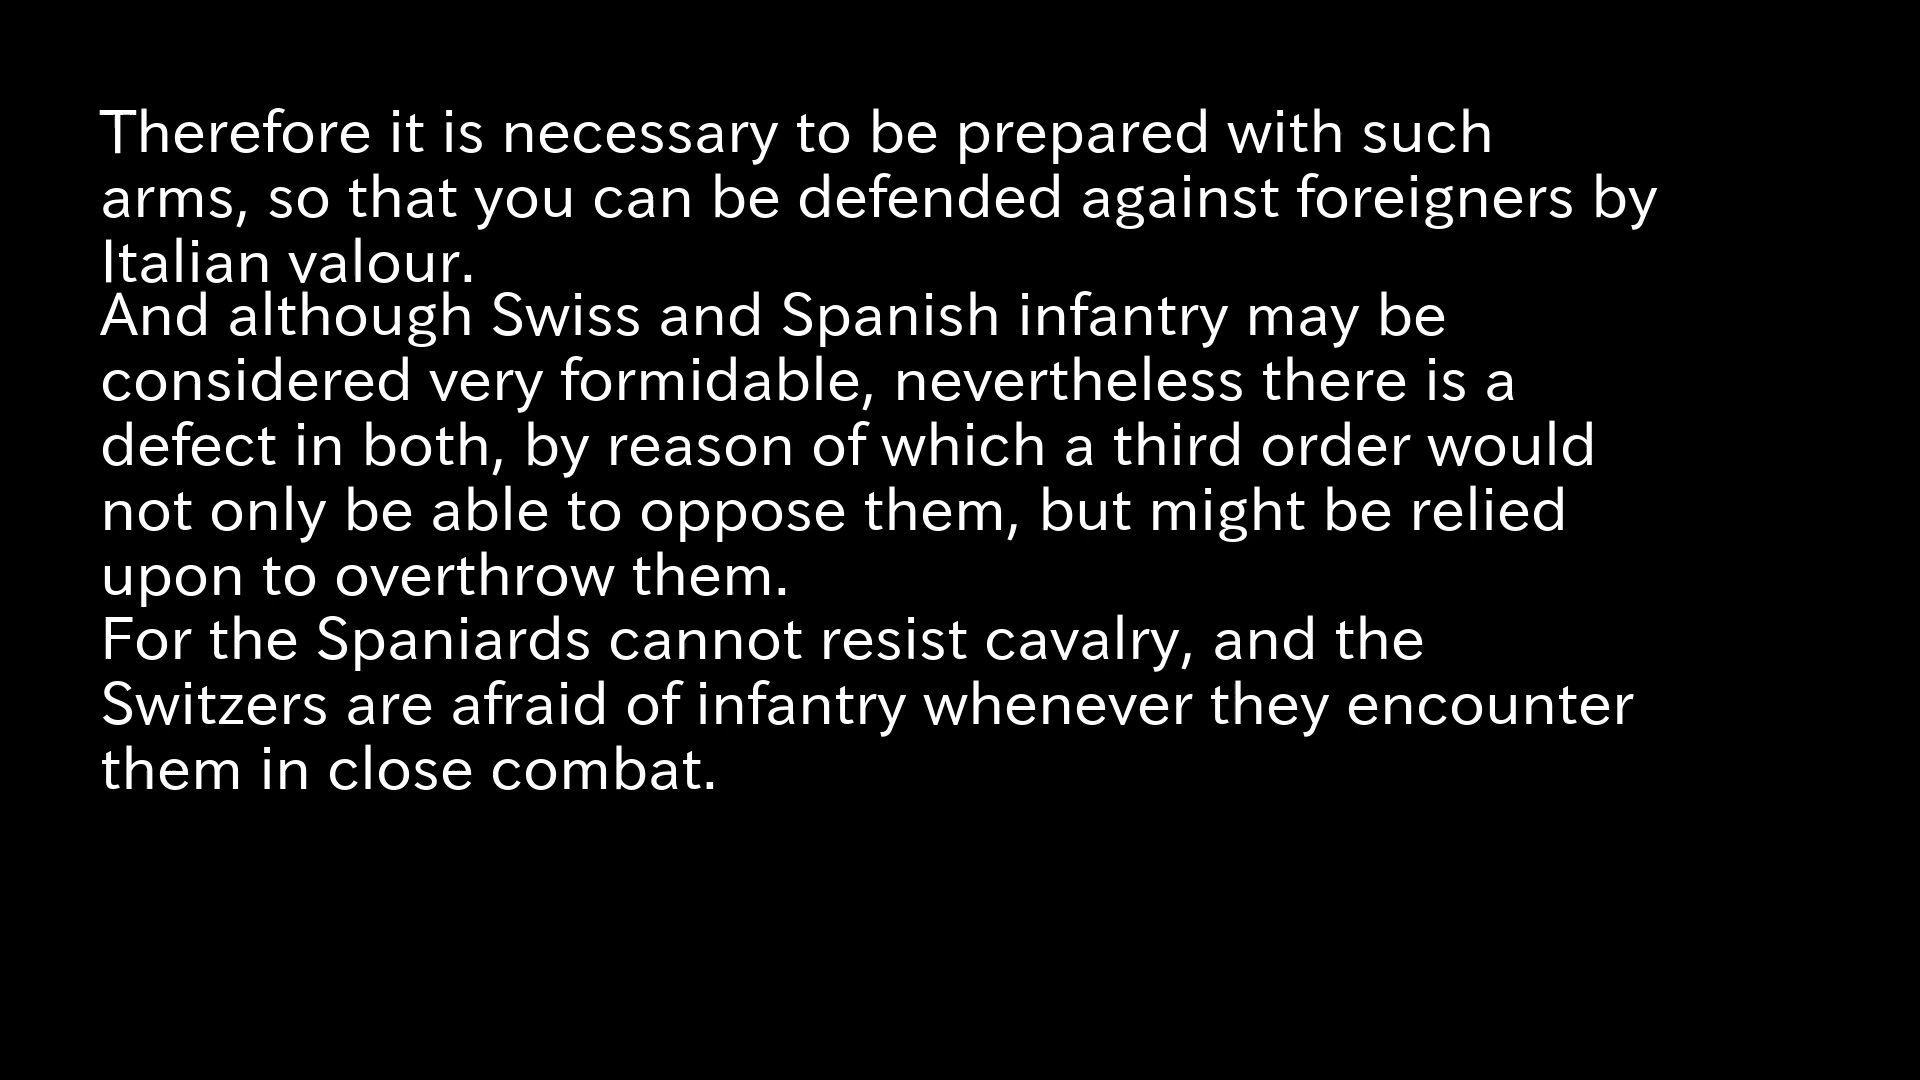 Therefore it is necessary to be prepared with such
arms, so that you can be defended against foreigners by
Italian valour.
And although Swiss and Spanish infantry may be
considered very formidable, nevertheless there is a
defect in both, by reason of which a third order would
not only be able to oppose them, but might be relied
upon to overthrow them.
For the Spaniards cannot resist cavalry, and the
Switzers are afraid of infantry whenever they encounter
them in close combat.